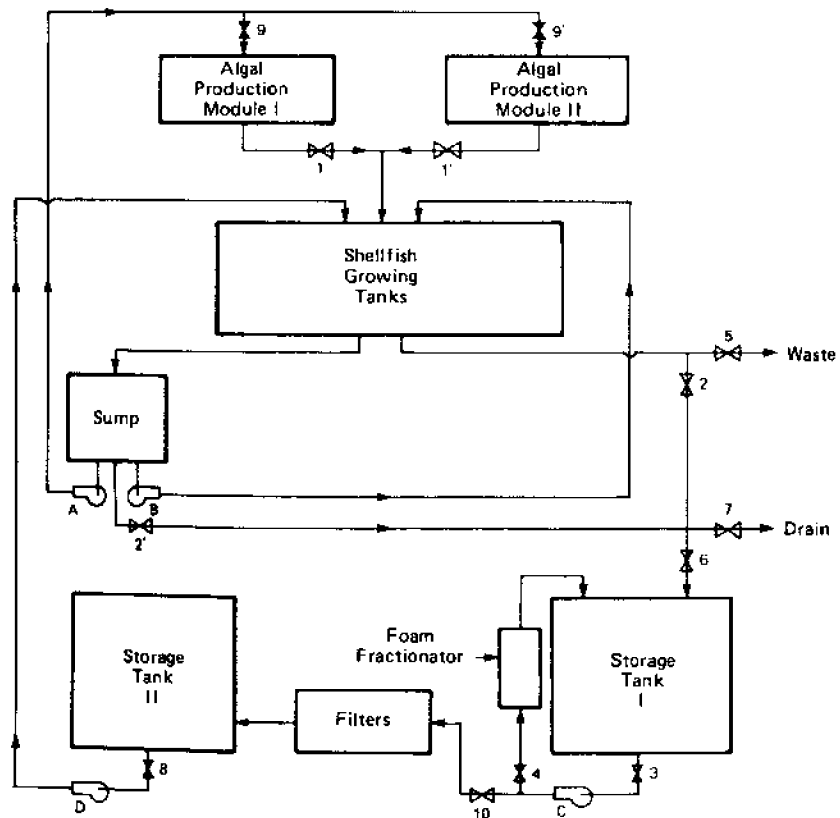 9
9'
Algal
Production
Module I
Algal
Production
Module II
1
1'
Shellfish
Growing
Tanks
5
Waste
2
Sump
A
B
2'
7
Drain
6
Foam
Fractionator
Storage
Tank
II
Filters
Storage
Tank
I
8
4
3
D
10
C